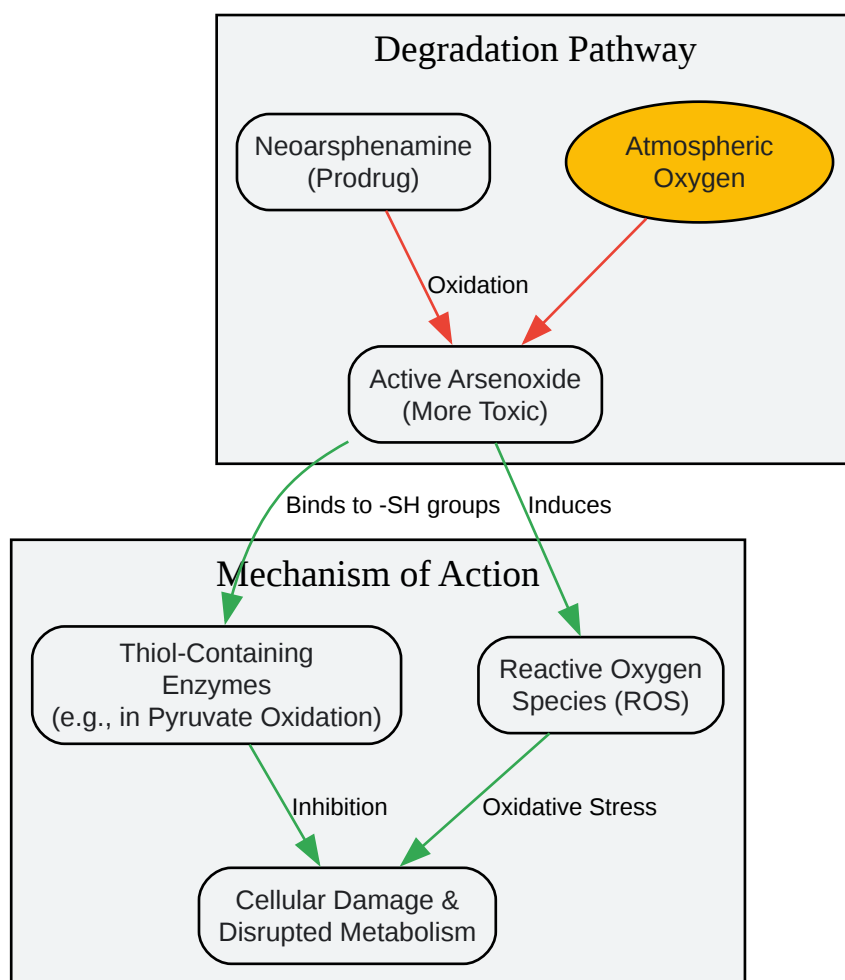 Degradation Pathway
Neoarsphenamine
(Prodrug)
Atmospheric
Oxygen
Oxidation
Active Arsenoxide
(More Toxic)
Binds to -SH groups
Induces
Mechanism of Action
Thiol-Containing
Enzymes
(e.g., in Pyruvate Oxidation)
Reactive Oxygen
Species (ROS)
Inhibition
Oxidative Stress
Cellular Damage &
Disrupted Metabolism